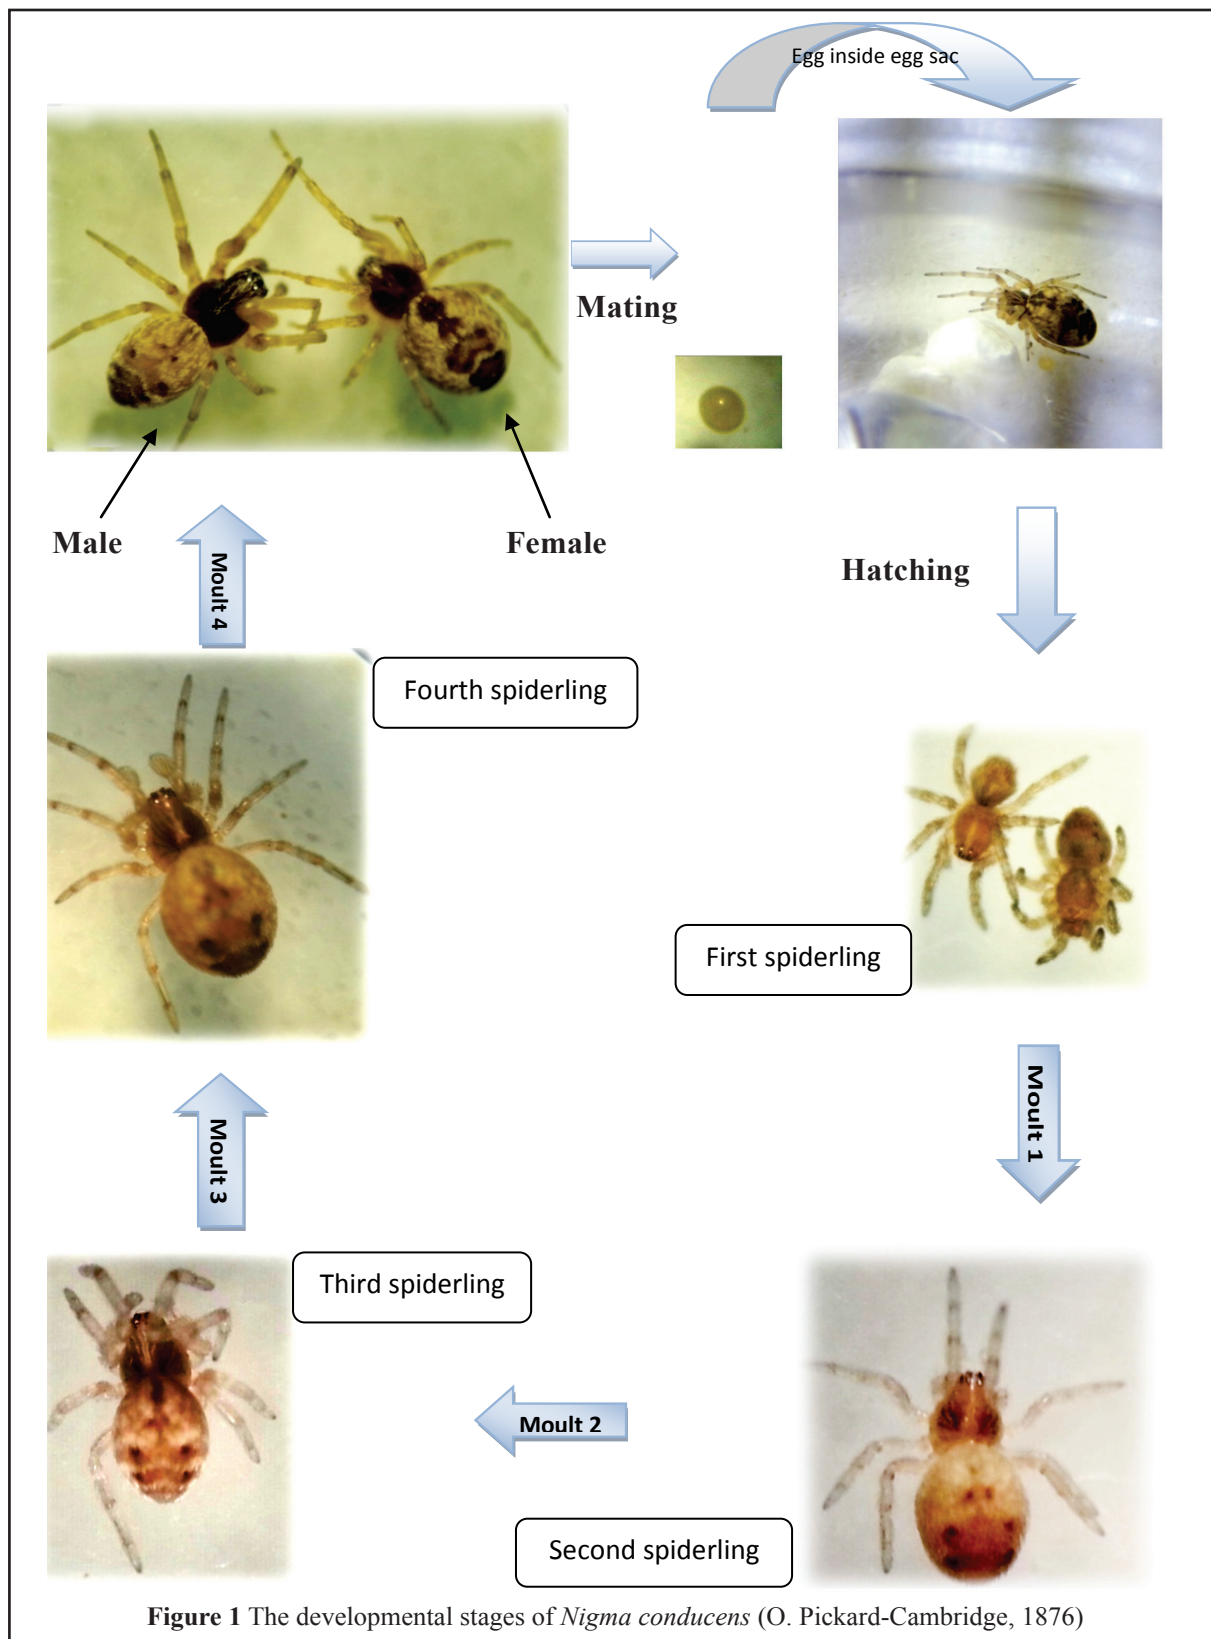 Egg inside egg sac
Mating
Male
Female
Hatching
Moult 4
Fourth spiderling
First spiderling
Moult 1
Moult 3
Third spiderling
Moult 2
Second spiderling
Figure 1 The developmental stages of Nigma conducens (O. Pickard-Cambridge, 1876)